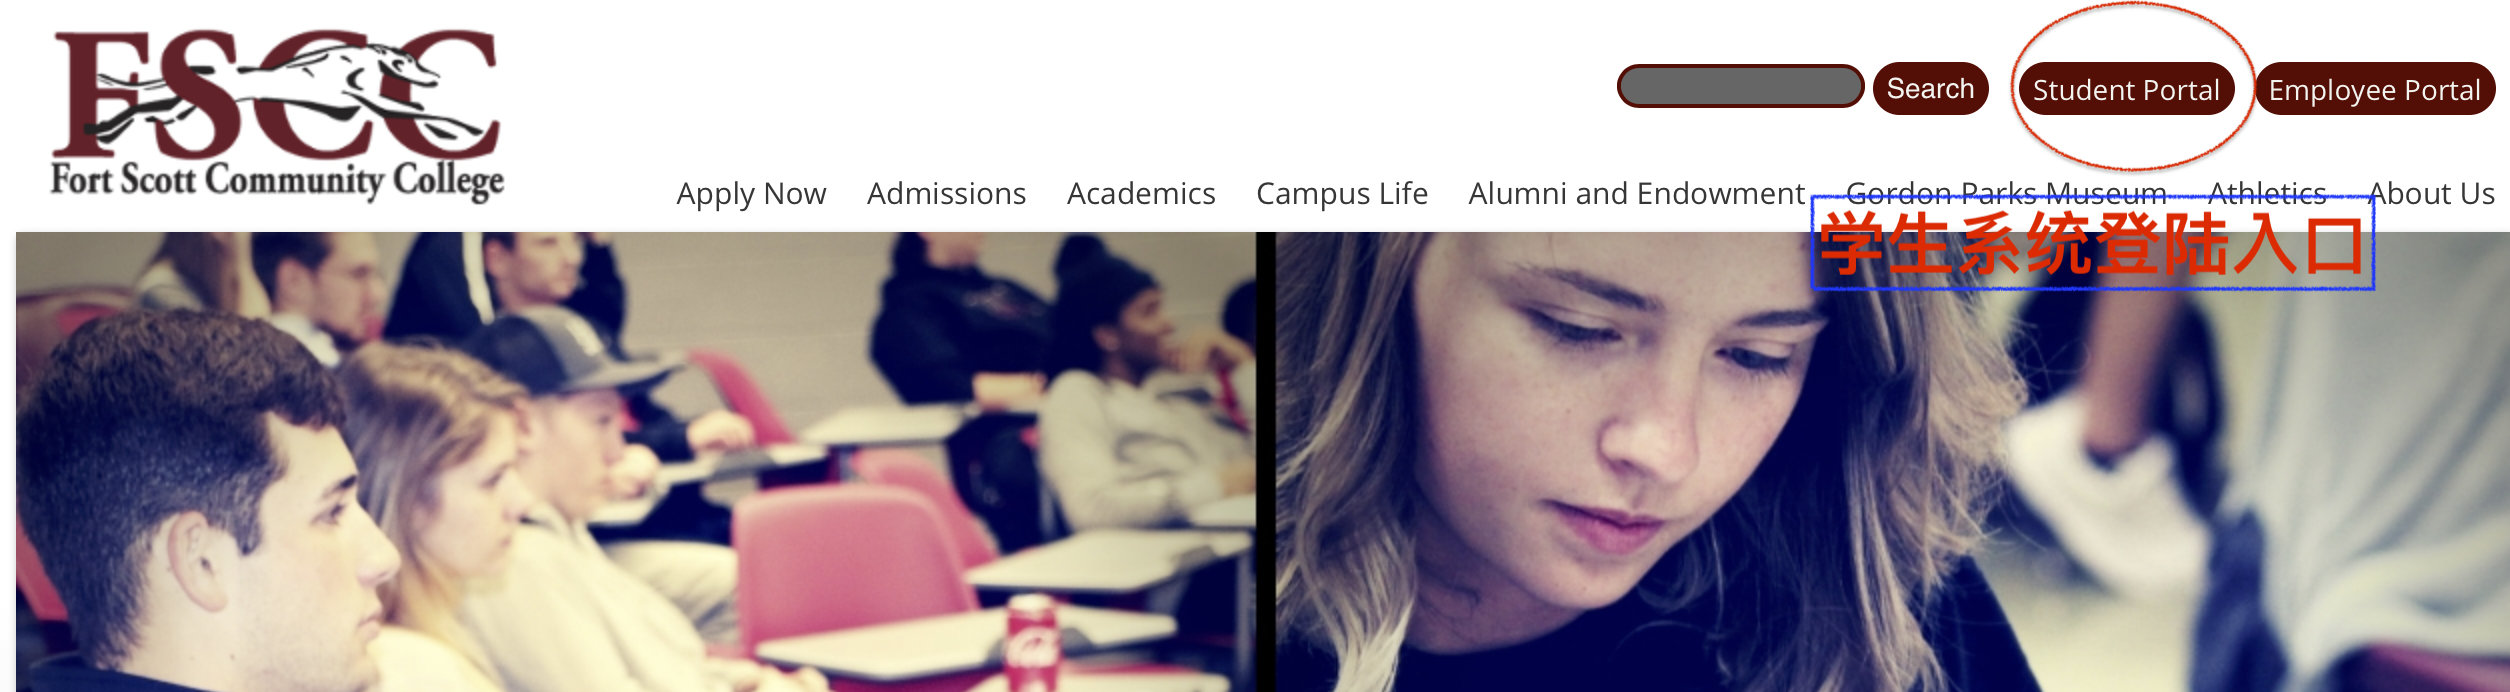 FSCC
Fort Scott Community College
Search
Student Portal
Employee Portal
Apply Now Admissions Academics Campus Life Alumni and Endowment Gordon Parks Museum Athletics About Us
学生系统登陆入口